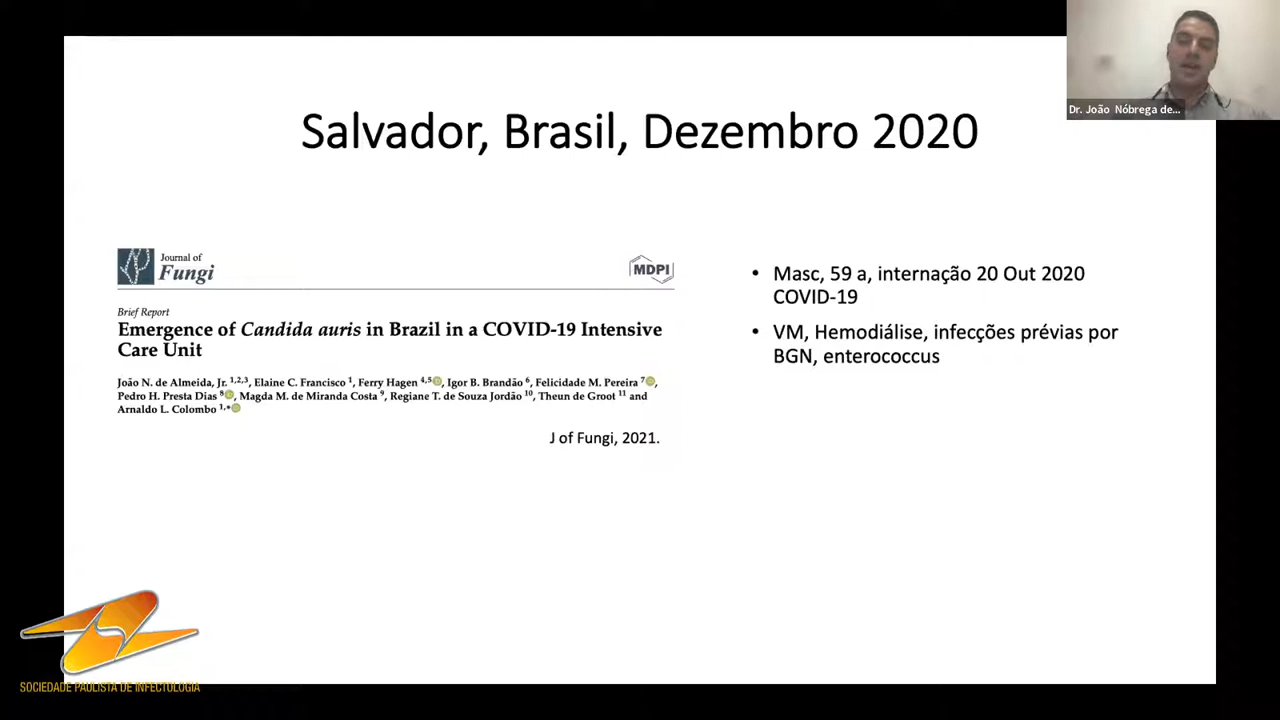 Dr. João Nóbrega de...
Salvador, Brasil, Dezembro 2020
Journal of
Fungi
MDPI
Brief Report
Emergence of Candida auris in Brazil in a COVID-19 Intensive
Care Unit
João N. de Almeida, Jr. 1,2,3, Elaine C. Francisco 1, Ferry Hagen 4,5, Igor B. Brandão 6, Felicidade M. Pereira 7,
Pedro H. Presta Dias 8, Magda M. de Miranda Costa 9, Regiane T. de Souza Jordão 10, Theun de Groot 11 and
Arnaldo L. Colombo 1,*
J of Fungi, 2021.
• Masc, 59 a, internação 20 Out 2020
COVID-19
• VM, Hemodiálise, infecções prévias por
BGN, enterococcus
SOCIEDADE PAULISTA DE INFECTOLOGIA